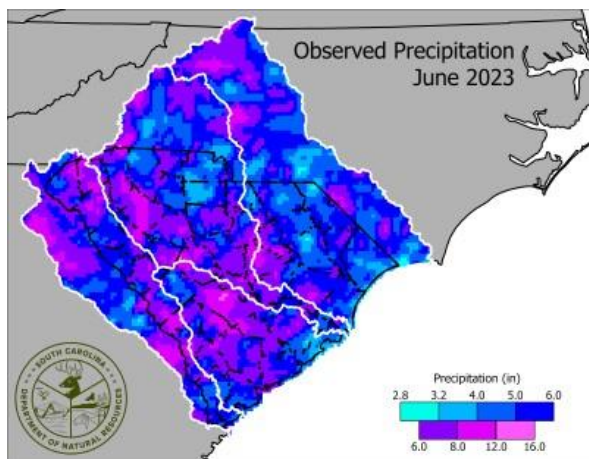 Observed Precipitation
June 2023
Precipitation (in)
2.8 3.2 4.0 5.0 6.0
6.0 8.0 12.0 16.0
SOUTH CAROLINA
DEPARTMENT OF NATURAL RESOURCES